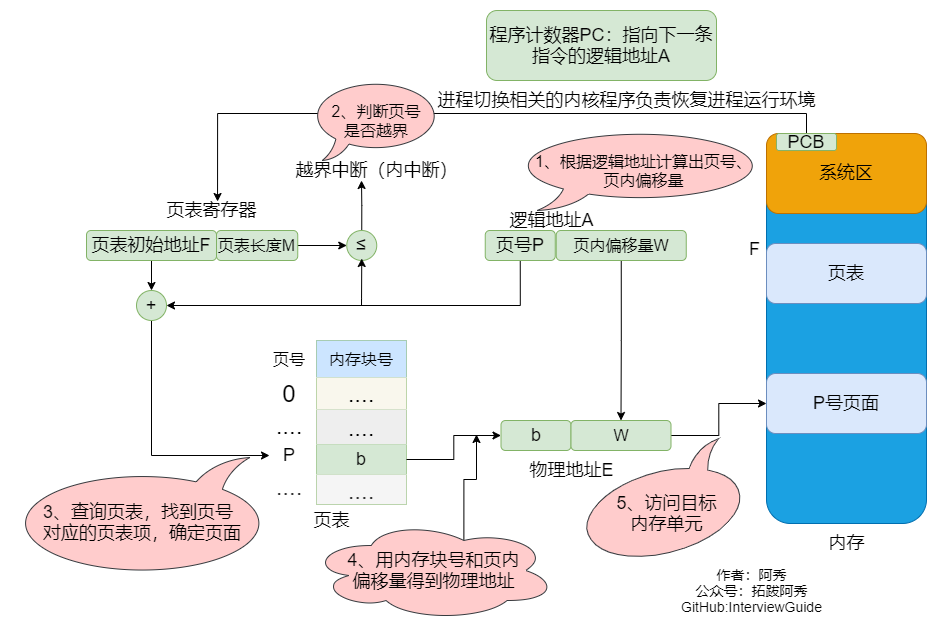 程序计数器PC：指向下一条
指令的逻辑地址A
进程切换相关的内核程序负责恢复进程运行环境
2、判断页号
是否越界
越界中断（内中断）
PCB
系统区
1、根据逻辑地址计算出页号、
页内偏移量
页表寄存器
逻辑地址A
页表初始地址F
页表长度M
≤
页号P
页内偏移量W
F
页表
+
页号
内存块号
0
....
....
....
P
b
....
....
页表
b
W
物理地址E
P号页面
3、查询页表，找到页号
对应的页表项，确定页面
4、用内存块号和页内
偏移量得到物理地址
5、访问目标
内存单元
内存
作者：阿秀
公众号：拓跋阿秀
GitHub:InterviewGuide